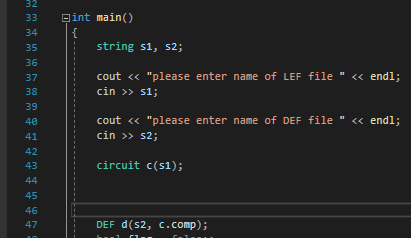 32
33 int main()
34 {
35 string s1, s2;
36
37 cout << "please enter name of LEF file " << endl;
38 cin >> s1;
39
40 cout << "please enter name of DEF file " << endl;
41 cin >> s2;
42
43 circuit c(s1);
44
45
46
47 DEF d(s2, c.comp);